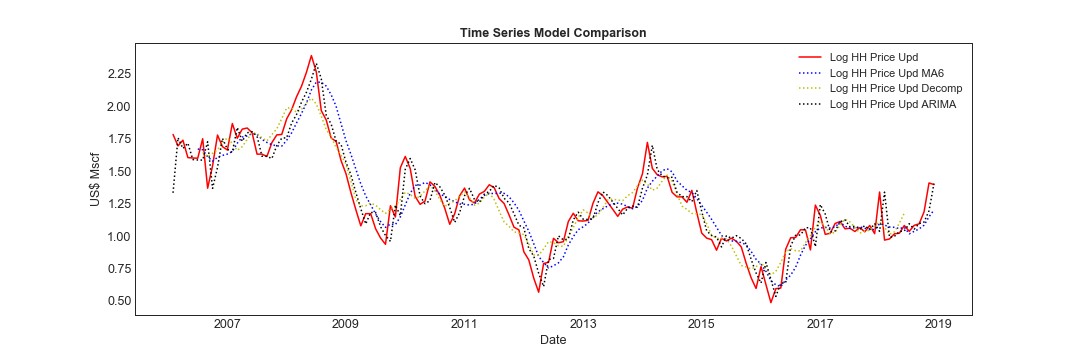 Time Series Model Comparison
Log HH Price Upd
Log HH Price Upd MA6
Log HH Price Upd Decomp
Log HH Price Upd ARIMA
US$ Mscf
2.25
2.00
1.75
1.50
1.25
1.00
0.75
0.50
2007 2009 2011 2013 2015 2017 2019
Date